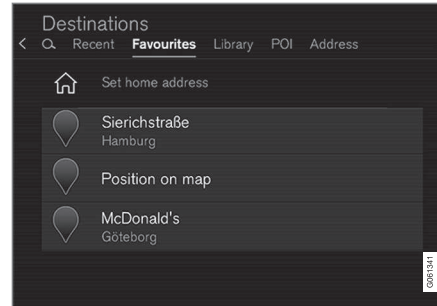 Destinations
Recent Favourites Library POI Address
Set home address
Sierichstraße
Hamburg
Position on map
McDonald's
Göteborg
G061341